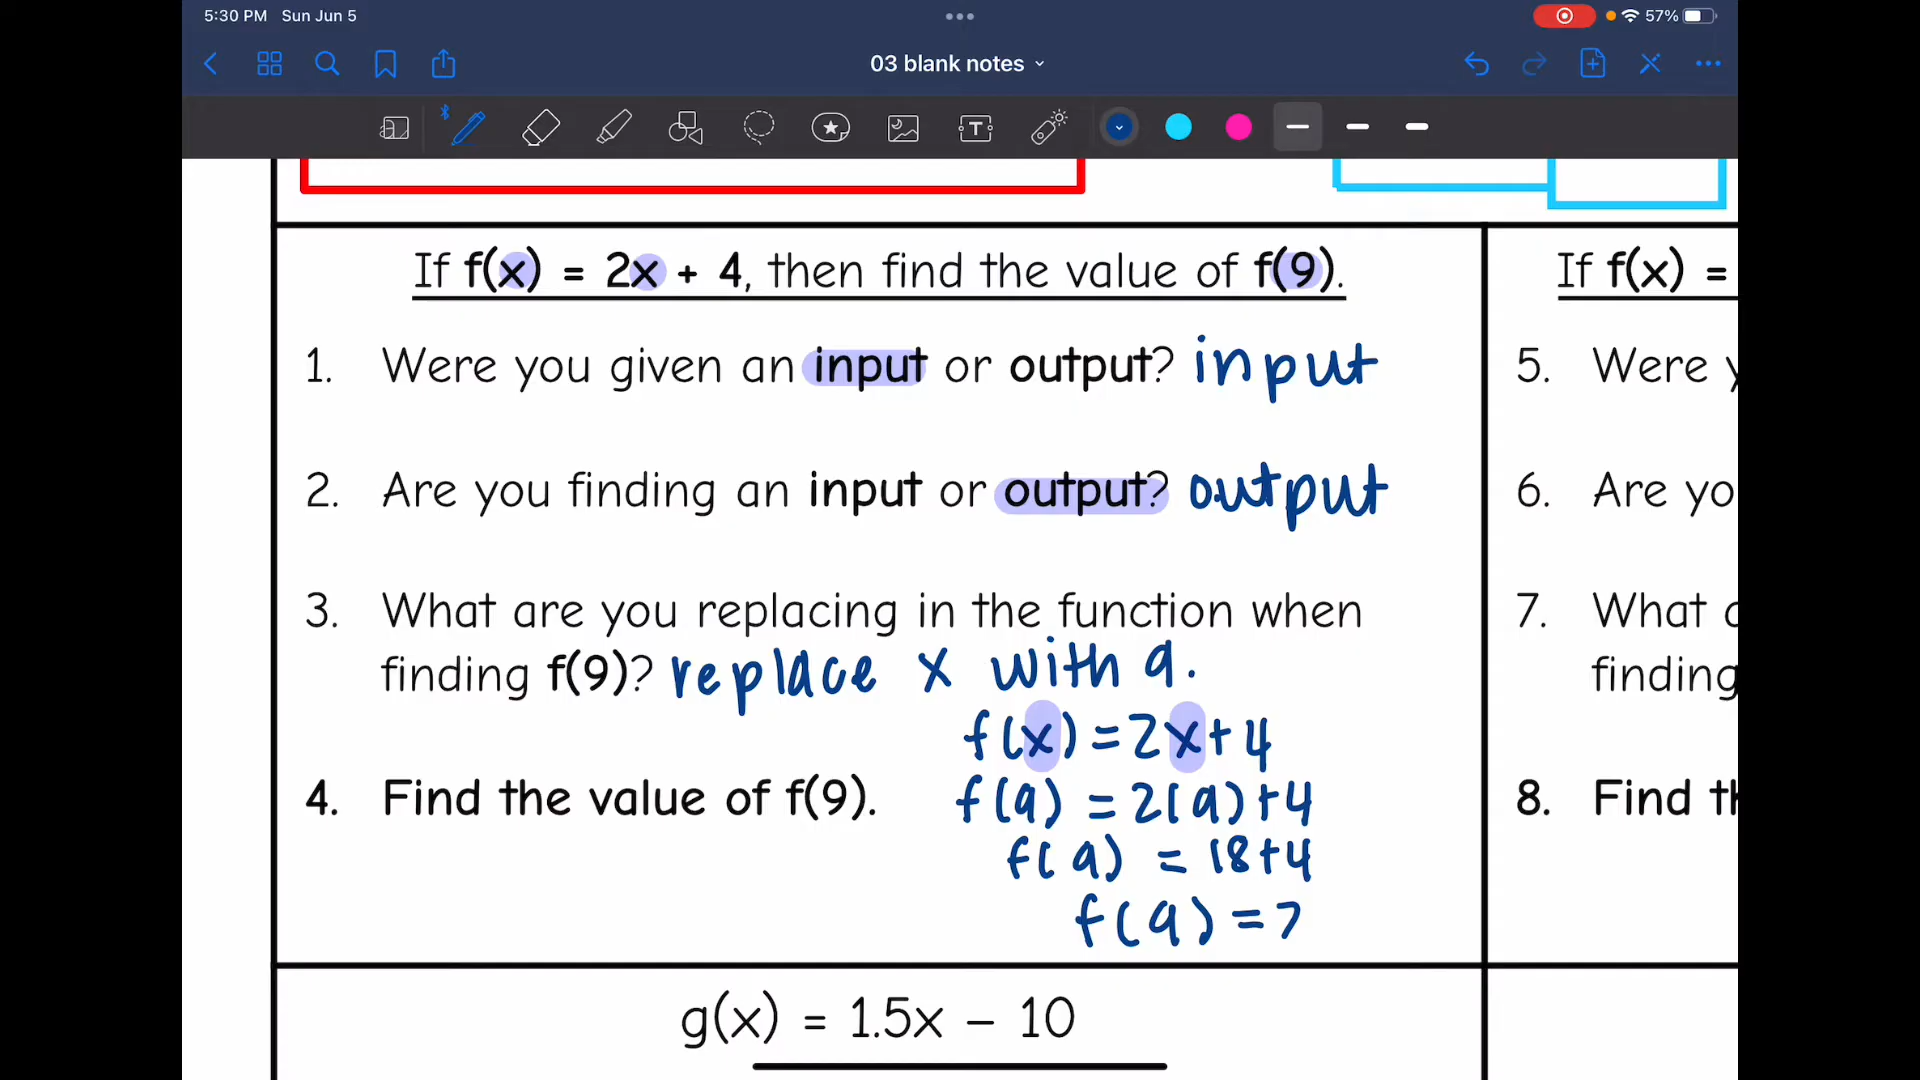 5:30 PM Sun Jun 5
57%
03 blank notes
If f(x) = 2x + 4, then find the value of f(9).
1. Were you given an input or output? input
2. Are you finding an input or output? output
3. What are you replacing in the function when
finding f(9)? replace x with 9.
f(x) = 2x+4
4. Find the value of f(9).
f(9) = 2(9)+4
f(9) = 18+4
f(9) = 2
g(x) = 1.5x – 10
If f(x) =
5. Were
6. Are
7. What
finding
8. Find